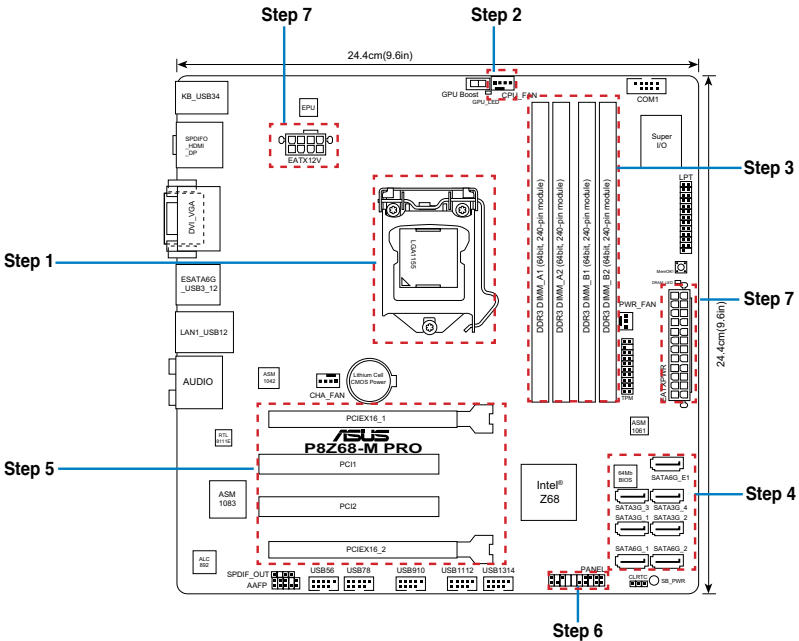 Step 7
Step 2
24.4cm(9.6in)
KB_USB34
EPU
GPU Boost
CPU_FAN
GPU_LED
COM1
SPDIFO
_HDMI
_DP
EATX12V
Super
I/O
Step 3
LPT
DVI_VGA
LGA1155
DDR3 DIMM_A1 (64bit, 240-pin module)
DDR3 DIMM_A2 (64bit, 240-pin module)
DDR3 DIMM_B1 (64bit, 240-pin module)
DDR3 DIMM_B2 (64bit, 240-pin module)
Step 1
MemOK!
DRAM_LED
ESATA6G
_USB3_12
PWR_FAN
Step 7
24.4cm(9.6in)
LAN1_USB12
EATXPWR
AUDIO
ASM
1042
CHA_FAN
Lithium Cell
CMOS Power
TPM
PCIEX16_1
ASM
1061
RTL
8111E
ASUS
P8Z68-M PRO
Step 5
PCI1
64Mb
BIOS
SATA6G_E1
Intel®
Z68
ASM
1083
PCI2
SATA3G_3
SATA3G_4
Step 4
SATA3G_1
SATA3G_2
PCIEX16_2
SATA6G_1
SATA6G_2
ALC
892
SPDIF_OUT
AAFP
USB56
USB78
USB910
USB1112
USB1314
PANEL
CLRTC
SB_PWR
Step 6